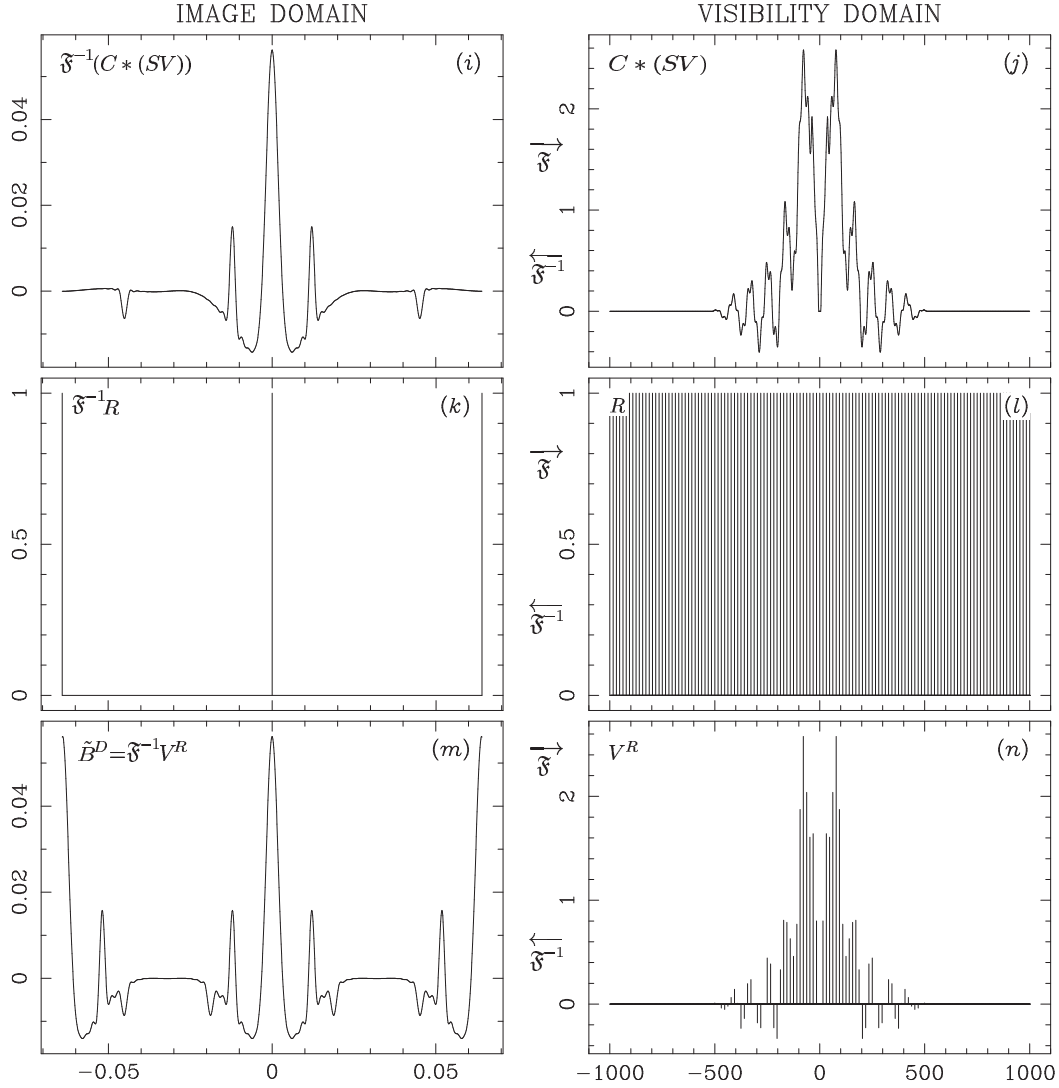 IMAGE DOMAIN
VISIBILITY DOMAIN
𝔉⁻¹(C∗(SV))
(i)
0.04
0.02
0
C∗(SV)
(j)
2
1
0
𝔉
𝔉⁻¹
𝔉⁻¹R
(k)
1
0.5
0
R
(l)
1
0.5
0
𝔉
𝔉⁻¹
B̃ᴰ=𝔉⁻¹Vᴿ
(m)
0.04
0.02
0
−0.05
0
0.05
Vᴿ
(n)
2
1
0
−1000
−500
0
500
1000
𝔉
𝔉⁻¹